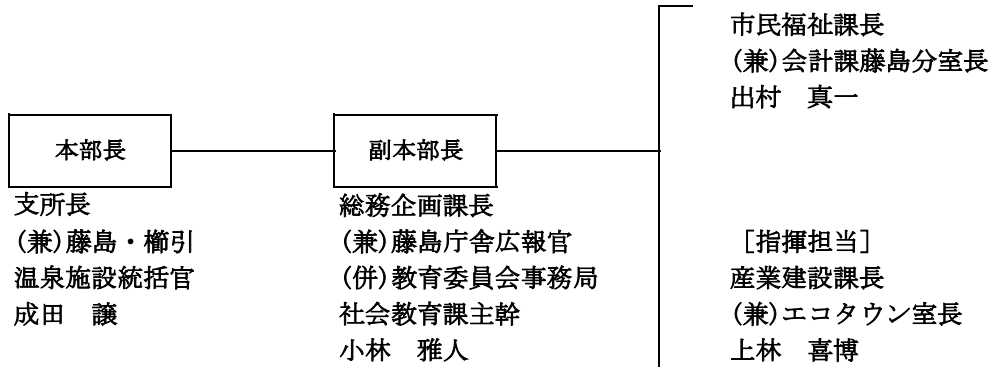 本部長
支所長
(兼)藤島・櫛引
温泉施設統括官
成田　譲
副本部長
総務企画課長
(兼)藤島庁舎広報官
(併)教育委員会事務局
社会教育課主幹
小林　雅人
市民福祉課長
(兼)会計課藤島分室長
出村　真一
［指揮担当］
産業建設課長
(兼)エコタウン室長
上林　喜博